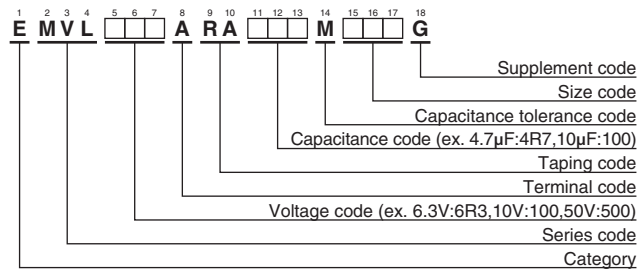 1 2 3 4 5 6 7 8 9 10 11 12 13 14 15 16 17 18
E M V L A R A M G
Supplement code
Size code
Capacitance tolerance code
Capacitance code (ex. 4.7μF:4R7,10μF:100)
Taping code
Terminal code
Voltage code (ex. 6.3V:6R3,10V:100,50V:500)
Series code
Category